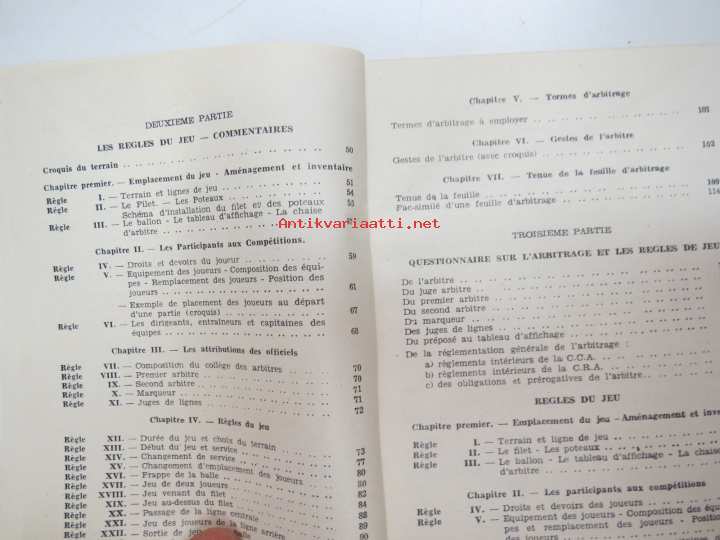 DEUXIEME PARTIE
LES REGLES DU JEU — COMMENTAIRES
Croquis du terrain .. .. .. .. .. .. .. .. .. .. .. .. 50
Chapitre premier. — Emplacement du jeu - Aménagement et inventaire
Règle I. — Terrain et lignes de jeu .. .. .. .. .. .. .. 51
Règle II. — Le Filet. — Les Poteaux .. .. .. .. .. .. .. 54
Schéma d'installation du filet et des poteaux 55
Règle III. — Le ballon - Le tableau d'affichage - La chaise
d'arbitre .. .. .. .. .. .. .. .. ..
Chapitre II. — Les Participants aux Compétitions.
Règle IV. — Droits et devoirs du joueur .. .. .. .. .. 59
Règle V. — Equipement des joueurs - Composition des équi-
pes - Remplacement des joueurs - Position des
joueurs .. .. .. .. .. .. .. .. .. 61
— Exemple de placement des joueurs au départ
d'une partie (croquis) .. .. .. .. .. .. 67
Règle VI. — Les dirigeants, entraîneurs et capitaines des
équipes .. .. .. .. .. .. .. .. .. 68
Chapitre III. — Les attributions des officiels
Règle VII. — Composition du collège des arbitres .. .. 70
Règle VIII. — Premier arbitre .. .. .. .. .. .. .. 70
Règle IX. — Second arbitre .. .. .. .. .. .. .. 71
Règle X. — Marqueur .. .. .. .. .. .. .. 71
Règle XI. — Juges de lignes .. .. .. .. .. .. .. 72
Chapitre IV. — Règles du jeu
Règle XII. — Durée du jeu et choix du terrain
Règle XIII. — Début du jeu et service .. .. .. .. .. 73
Règle XIV. — Changement de service .. .. .. .. .. 77
Règle XV. — Changement d'emplacement des joueurs .. 80
Règle XVI. — Frappe de la balle .. .. .. .. .. 80
Règle XVII. — Jeu de deux joueurs .. .. .. .. .. 82
Règle XVIII. — Jeu venant du filet .. .. .. .. .. 84
Règle XIX. — Jeu au-dessus du filet .. .. .. .. ..
Règle XX. — Passage de la ligne centrale .. .. .. 88
Règle XXI. — Jeu des joueurs de la ligne arrière .. 89
Règle XXII. — Sortie de jeu 90
Chapitre V. — Termes d'arbitrage
Termes d'arbitrage à employer .. .. .. .. .. .. .. .. 101
Chapitre VI. — Gestes de l'arbitre
Gestes de l'arbitre (avec croquis) .. .. .. .. .. .. .. 102
Chapitre VII. — Tenue de la feuille d'arbitrage
Tenue de la feuille .. .. .. .. .. .. .. .. .. 109
Fac-similé d'une feuille d'arbitrage .. .. .. .. .. .. 114
TROISIEME PARTIE
QUESTIONNAIRE SUR L'ARBITRAGE ET LES REGLES DE JEU
De l'arbitre .. .. .. .. .. .. .. .. ..
Du juge arbitre .. .. .. .. .. .. .. ..
Du premier arbitre .. .. .. .. .. .. .. ..
Du second arbitre .. .. .. .. .. .. .. ..
Du marqueur .. .. .. .. .. .. .. ..
Des juges de lignes .. .. .. .. .. .. .. ..
Du préposé au tableau d'affichage .. .. .. .. ..
De la réglementation générale de l'arbitrage :
a) règlements intérieurs de la C.C.A. .. .. .. ..
b) règlements intérieurs de la C.R.A. .. .. .. ..
c) des obligations et prérogatives de l'arbitre .. .. ..
REGLES DU JEU
Chapitre premier. — Emplacement du jeu - Aménagement et inven
Règle I. — Terrain et ligne de jeu .. .. .. .. ..
Règle II. — Le filet - Les poteaux .. .. .. .. ..
Règle III. — Le ballon - Le tableau d'affichage - La chaise
d'arbitre .. .. .. .. .. .. ..
Chapitre II. — Les participants aux compétitions
Règle IV. — Droits et devoirs des joueurs .. .. .. ..
Règle V. — Equipement des joueurs - Composition des équi
pes et remplacement des joueurs - Position
des joueurs .. .. .. .. .. ..
Antikvariaatti.net